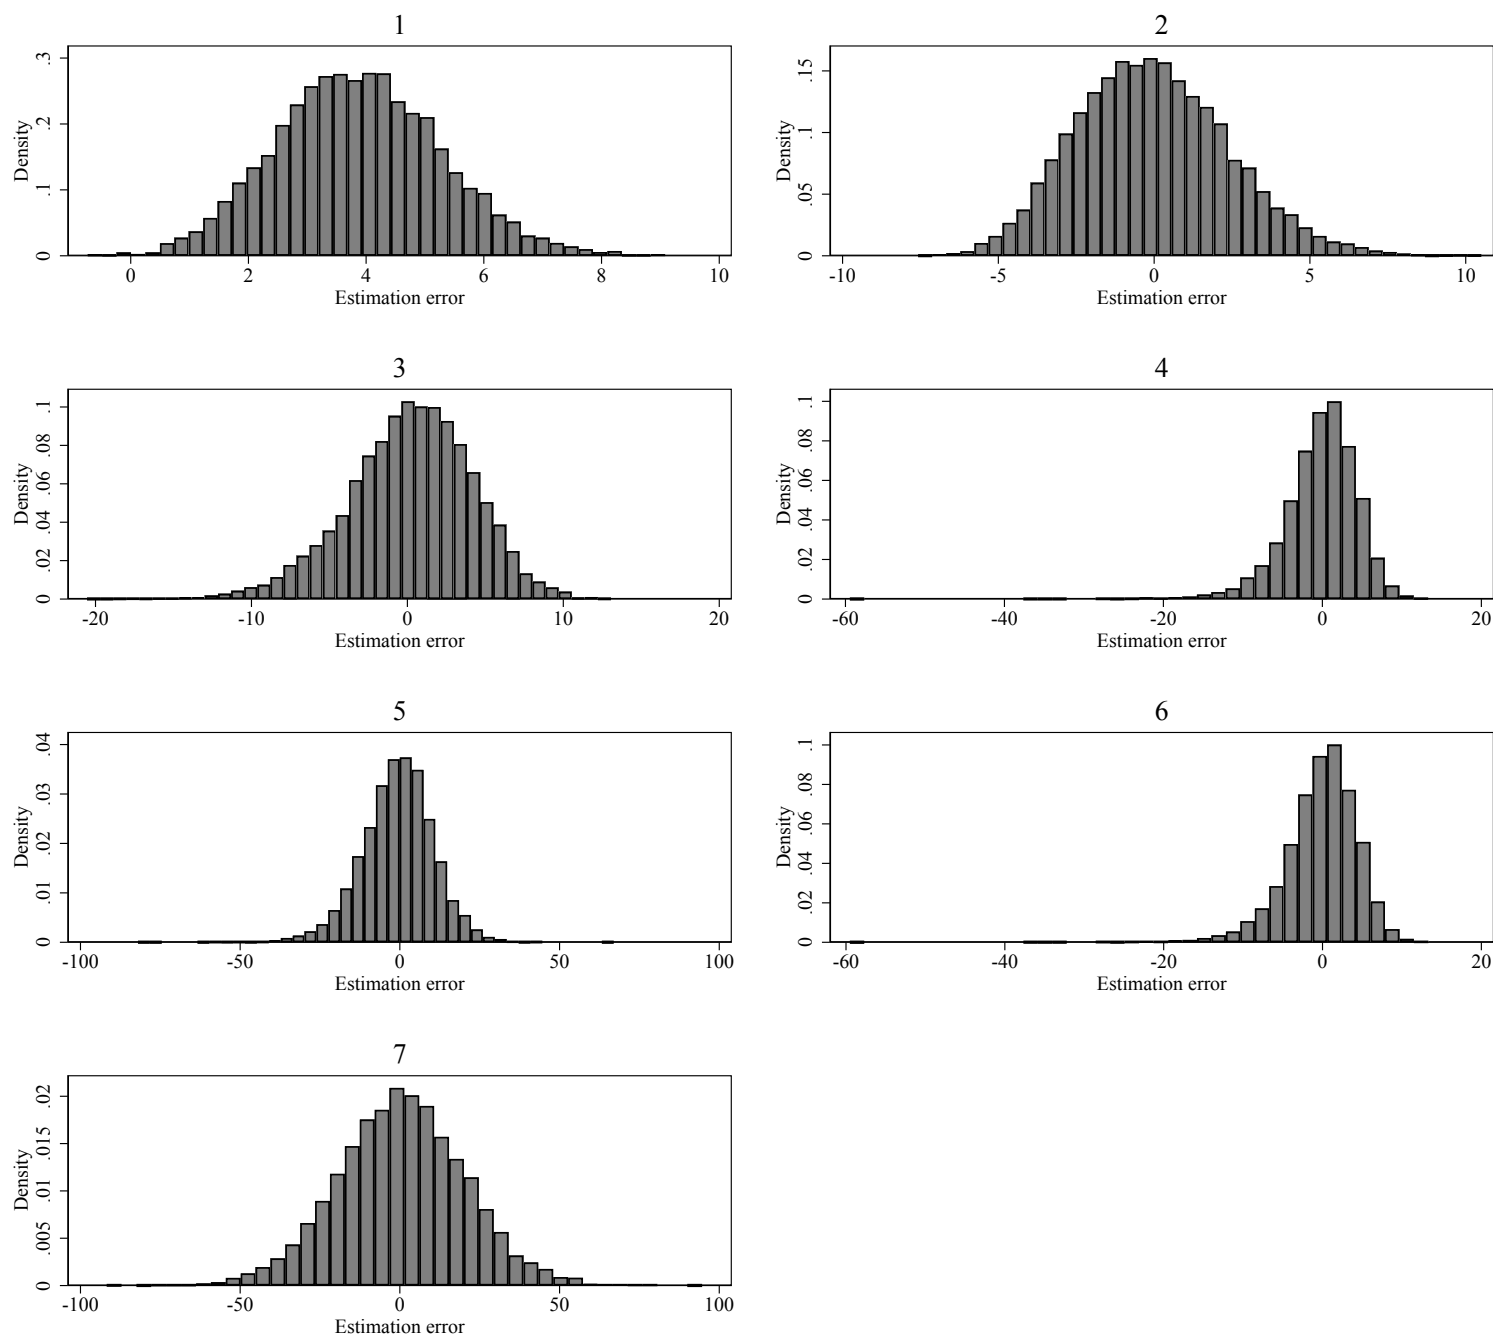 1
Density
0 .1 .2 .3
0 2 4 6 8 10
Estimation error
2
Density
0 .05 .1 .15
-10 -5 0 5 10
Estimation error
3
Density
0 .02 .04 .06 .08 .1
-20 -10 0 10 20
Estimation error
4
Density
0 .02 .04 .06 .08 .1
-60 -40 -20 0 20
Estimation error
5
Density
0 .01 .02 .03 .04
-100 -50 0 50 100
Estimation error
6
Density
0 .02 .04 .06 .08 .1
-60 -40 -20 0 20
Estimation error
7
Density
0 .005 .01 .015 .02
-100 -50 0 50 100
Estimation error